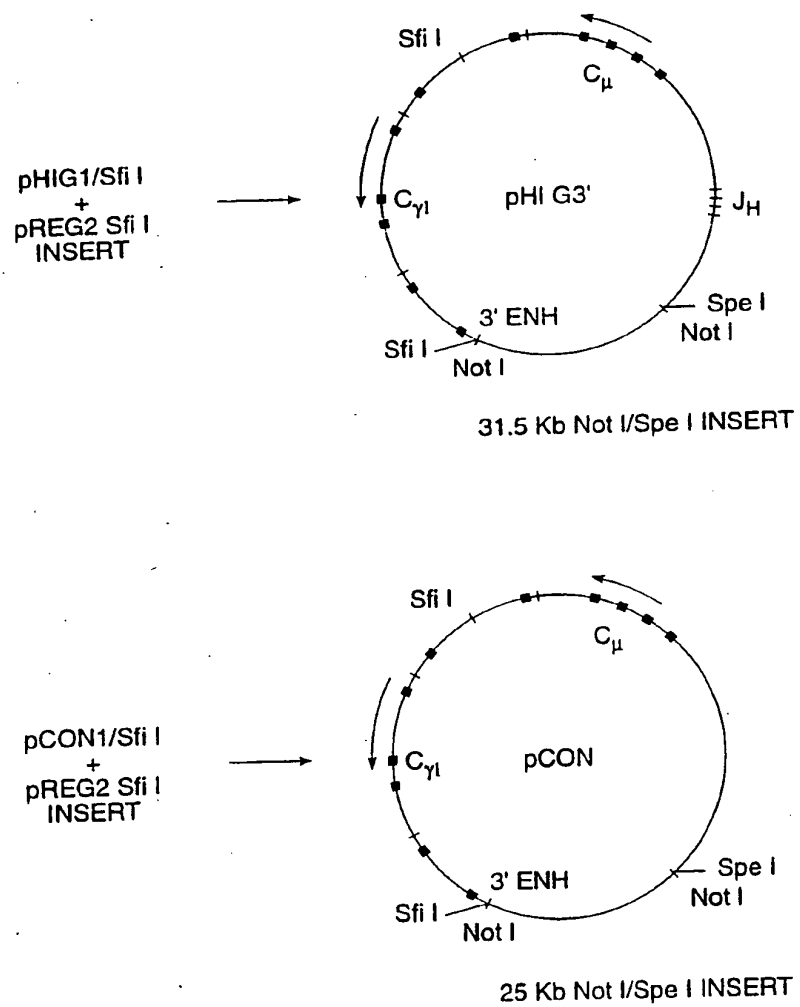 Sfi I
Cμ
pHIG1/Sfi I
+
pREG2 Sfi I
INSERT
Cγ1
pHI G3'
JH
3' ENH
Spe I
Sfi I
Not I
Not I
31.5 Kb Not I/Spe I INSERT
Sfi I
Cμ
pCON1/Sfi I
+
pREG2 Sfi I
INSERT
Cγ1
pCON
3' ENH
Spe I
Sfi I
Not I
Not I
25 Kb Not I/Spe I INSERT